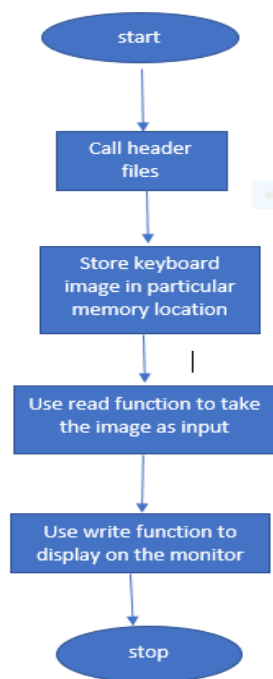 start
Call header
files
Store keyboard
image in particular
memory location
Use read function to take
the image as input
Use write function to
display on the monitor
stop